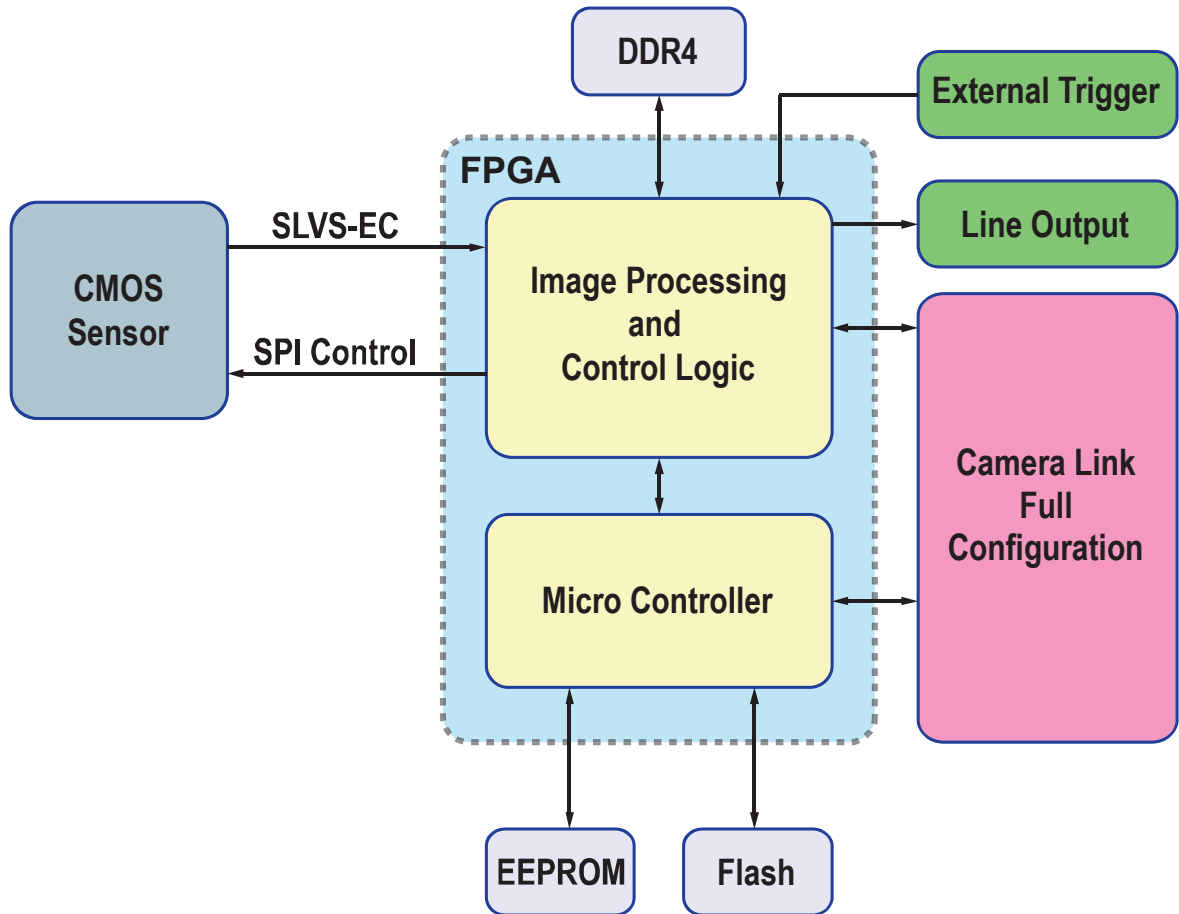 DDR4
External Trigger
FPGA
SLVS-EC
Line Output
CMOS
Sensor
Image Processing
and
Control Logic
SPI Control
Camera Link
Full
Configuration
Micro Controller
EEPROM
Flash